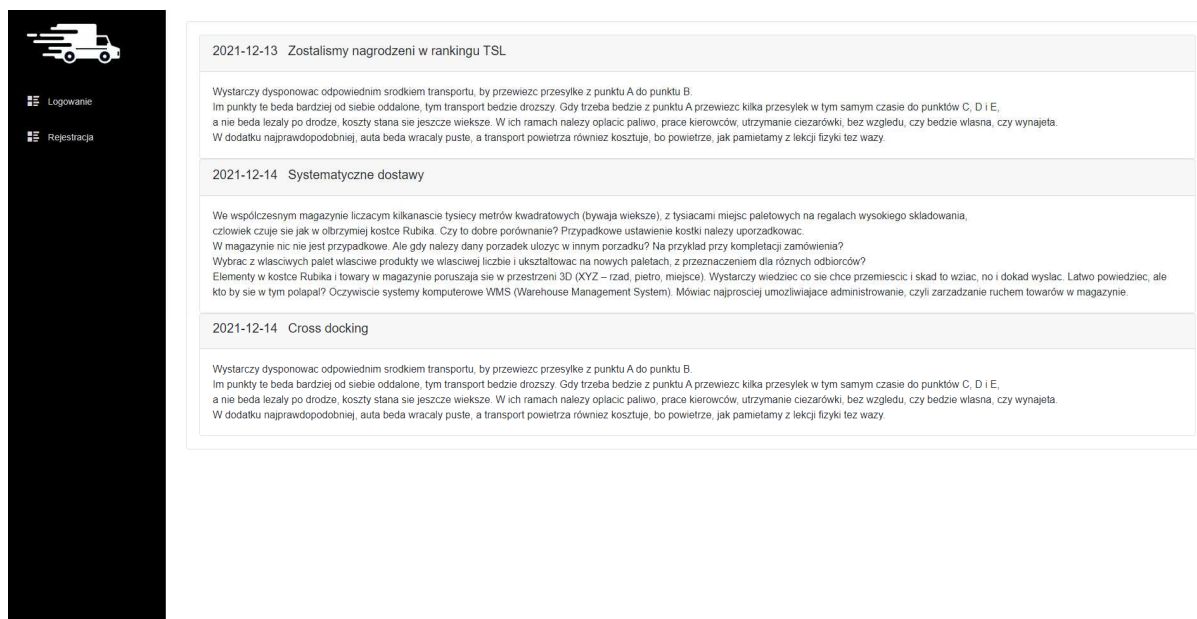 Logowanie
Rejestracja
2021-12-13 Zostalismy nagrodzeni w rankingu TSL
Wystarczy dysponowac odpowiednim srodkiem transportu, by przewiezc przesylke z punktu A do punktu B.
Im punkty te beda bardziej od siebie oddalone, tym transport bedzie drozszy. Gdy trzeba bedzie z punktu A przewiezc kilka przesylek w tym samym czasie do punktów C, D i E,
a nie beda lezaly po drodze, koszty stana sie jeszcze wieksze. W ich ramach nalezy oplacic paliwo, prace kierowców, utrzymanie ciezarówki, bez wzgledu, czy bedzie wlasna, czy wynajeta.
W dodatku najprawdopodobniej, auta beda wracaly puste, a transport powietrza równiez kosztuje, bo powietrze, jak pamietamy z lekcji fizyki tez wazy.
2021-12-14 Systematyczne dostawy
We wspólczesnym magazynie liczacym kilkanascie tysiecy metrów kwadratowych (bywaja wieksze), z tysiacami miejsc paletowych na regalach wysokiego skladowania,
czlowiek czuje sie jak w olbrzymiej kostce Rubika. Czy to dobre porównanie? Przypadkowe ustawienie kostki nalezy uporzadkowac.
W magazynie nic nie jest przypadkowe. Ale gdy nalezy dany porzadek ulozyc w innym porzadku? Na przyklad przy kompletacji zamówienia?
Wybrac z wlasciwych palet wlasciwe produkty we wlasciwej liczbie i uksztaltowac na nowych paletach, z przeznaczeniem dla róznych odbiorców?
Elementy w kostce Rubika i towary w magazynie poruszaja sie w przestrzeni 3D (XYZ – rzad, pietro, miejsce). Wystarczy wiedziec co sie chce przemiescic i skad to wziac, no i dokad wyslac. Latwo powiedziec, ale
kto by sie w tym polapal? Oczywiscie systemy komputerowe WMS (Warehouse Management System). Mówiac najprosciej umozliwiajace administrowanie, czyli zarzadzanie ruchem towarów w magazynie.
2021-12-14 Cross docking
Wystarczy dysponowac odpowiednim srodkiem transportu, by przewiezc przesylke z punktu A do punktu B.
Im punkty te beda bardziej od siebie oddalone, tym transport bedzie drozszy. Gdy trzeba bedzie z punktu A przewiezc kilka przesylek w tym samym czasie do punktów C, D i E,
a nie beda lezaly po drodze, koszty stana sie jeszcze wieksze. W ich ramach nalezy oplacic paliwo, prace kierowców, utrzymanie ciezarówki, bez wzgledu, czy bedzie wlasna, czy wynajeta.
W dodatku najprawdopodobniej, auta beda wracaly puste, a transport powietrza równiez kosztuje, bo powietrze, jak pamietamy z lekcji fizyki tez wazy.